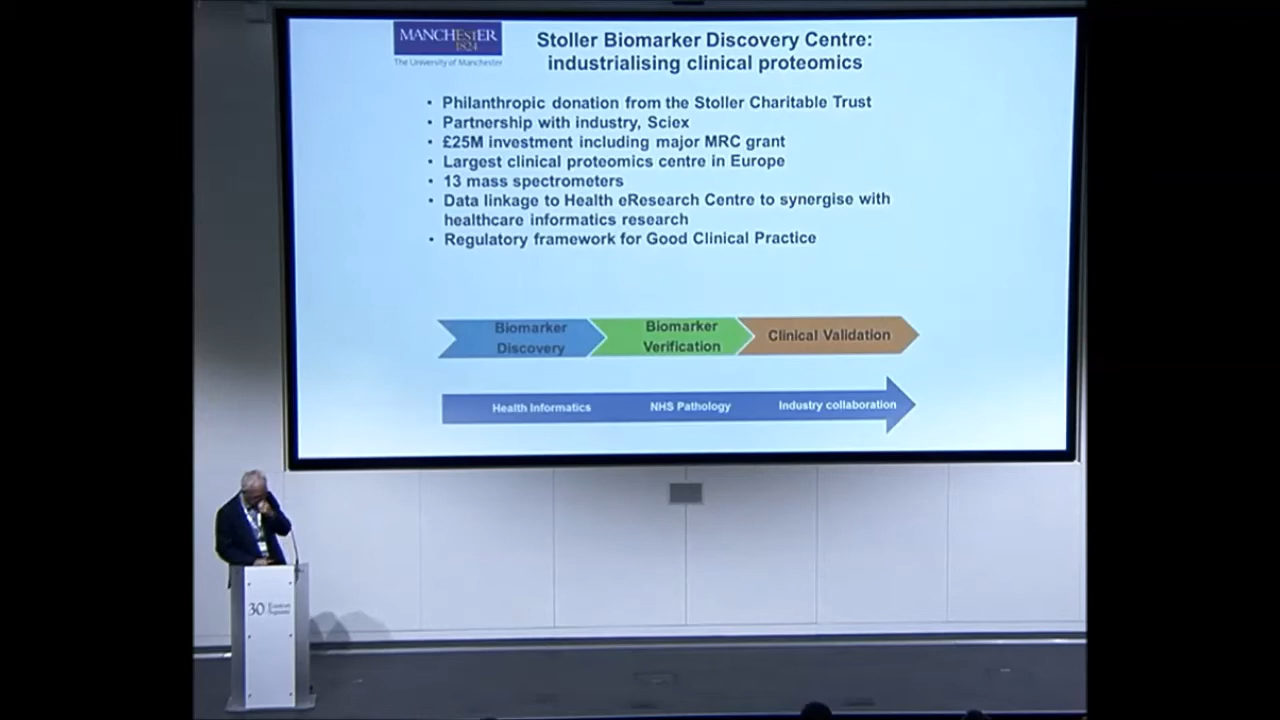 MANCHESTER
1824
The University of Manchester
Stoller Biomarker Discovery Centre:
industrialising clinical proteomics
• Philanthropic donation from the Stoller Charitable Trust
• Partnership with industry, Sciex
• £25M investment including major MRC grant
• Largest clinical proteomics centre in Europe
• 13 mass spectrometers
• Data linkage to Health eResearch Centre to synergise with
healthcare informatics research
• Regulatory framework for Good Clinical Practice
Biomarker
Discovery
Biomarker
Verification
Clinical Validation
Health Informatics
NHS Pathology
Industry collaboration
30